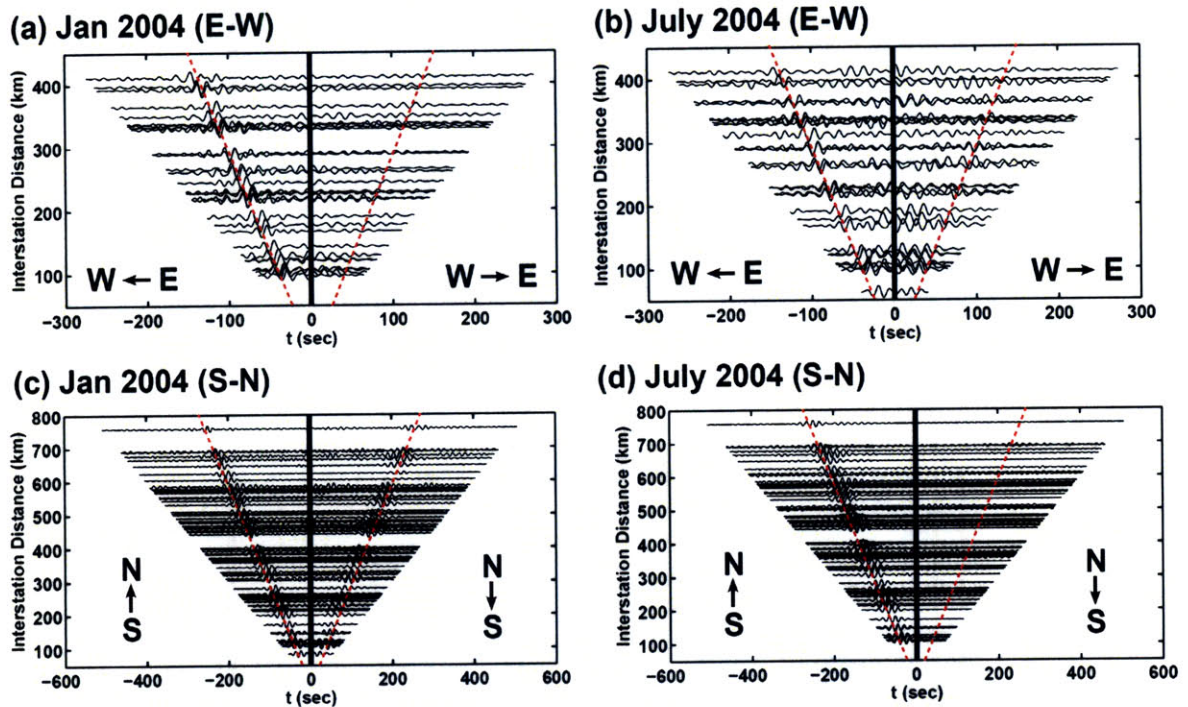 (a) Jan 2004 (E-W)
Interstation Distance (km)
400
300
200
100
W ← E
W → E
−300 −200 −100 0 100 200 300
t (sec)
(b) July 2004 (E-W)
Interstation Distance (km)
400
300
200
100
W ← E
W → E
−300 −200 −100 0 100 200 300
t (sec)
(c) Jan 2004 (S-N)
Interstation Distance (km)
800
700
600
500
400
300
200
100
N
↑
S
N
↓
S
−600 −400 −200 0 200 400 600
t (sec)
(d) July 2004 (S-N)
Interstation Distance (km)
800
700
600
500
400
300
200
100
N
↑
S
N
↓
S
−600 −400 −200 0 200 400 600
t (sec)